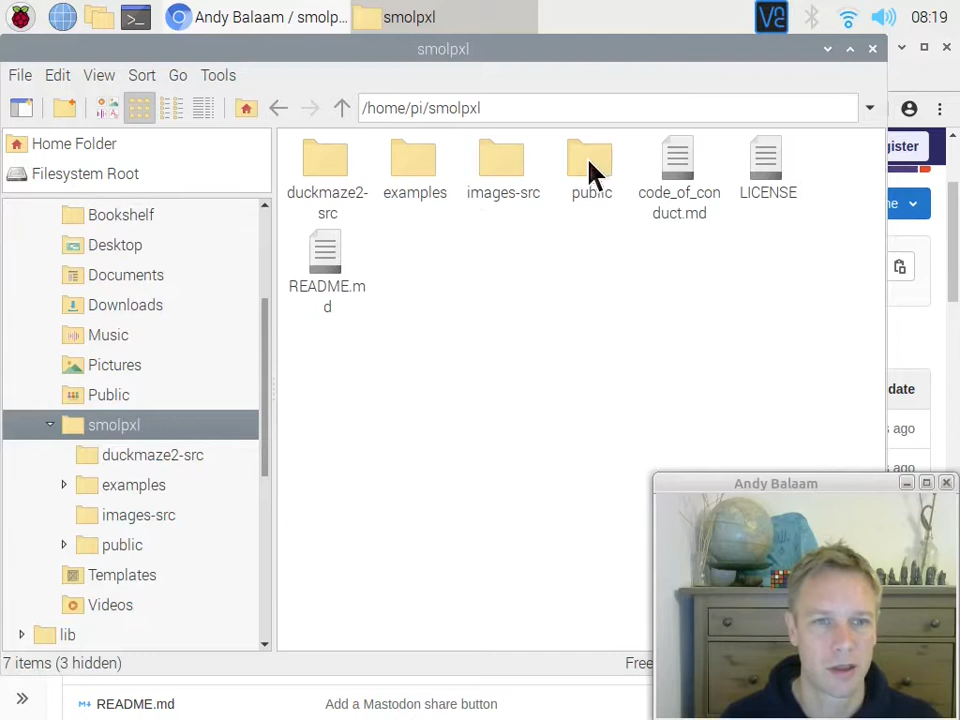 Andy Balaam / smolp...
smolpxl
08:19
smolpxl
File Edit View Sort Go Tools
/home/pi/smolpxl
Home Folder
Filesystem Root
Bookshelf
Desktop
Documents
Downloads
Music
Pictures
Public
smolpxl
duckmaze2-src
examples
images-src
public
Templates
Videos
lib
duckmaze2-
src
examples
images-src
public
code_of_con
duct.md
LICENSE
README.m
d
7 items (3 hidden)
Free
gister
ne
date
s ago
s ago
Andy Balaam
README.md
Add a Mastodon share button